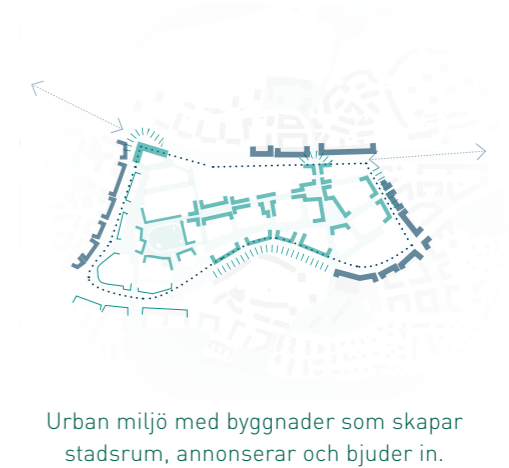 Urban miljö med byggnader som skapar
stadsrum, annonserar och bjuder in.